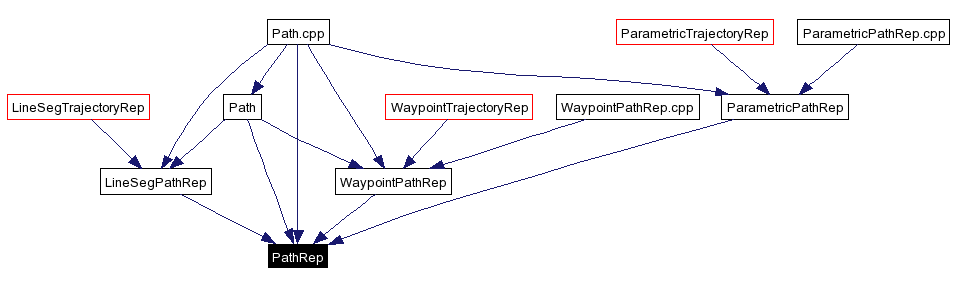 Path.cpp
ParametricTrajectoryRep
ParametricPathRep.cpp
LineSegTrajectoryRep
Path
WaypointTrajectoryRep
WaypointPathRep.cpp
ParametricPathRep
LineSegPathRep
WaypointPathRep
PathRep